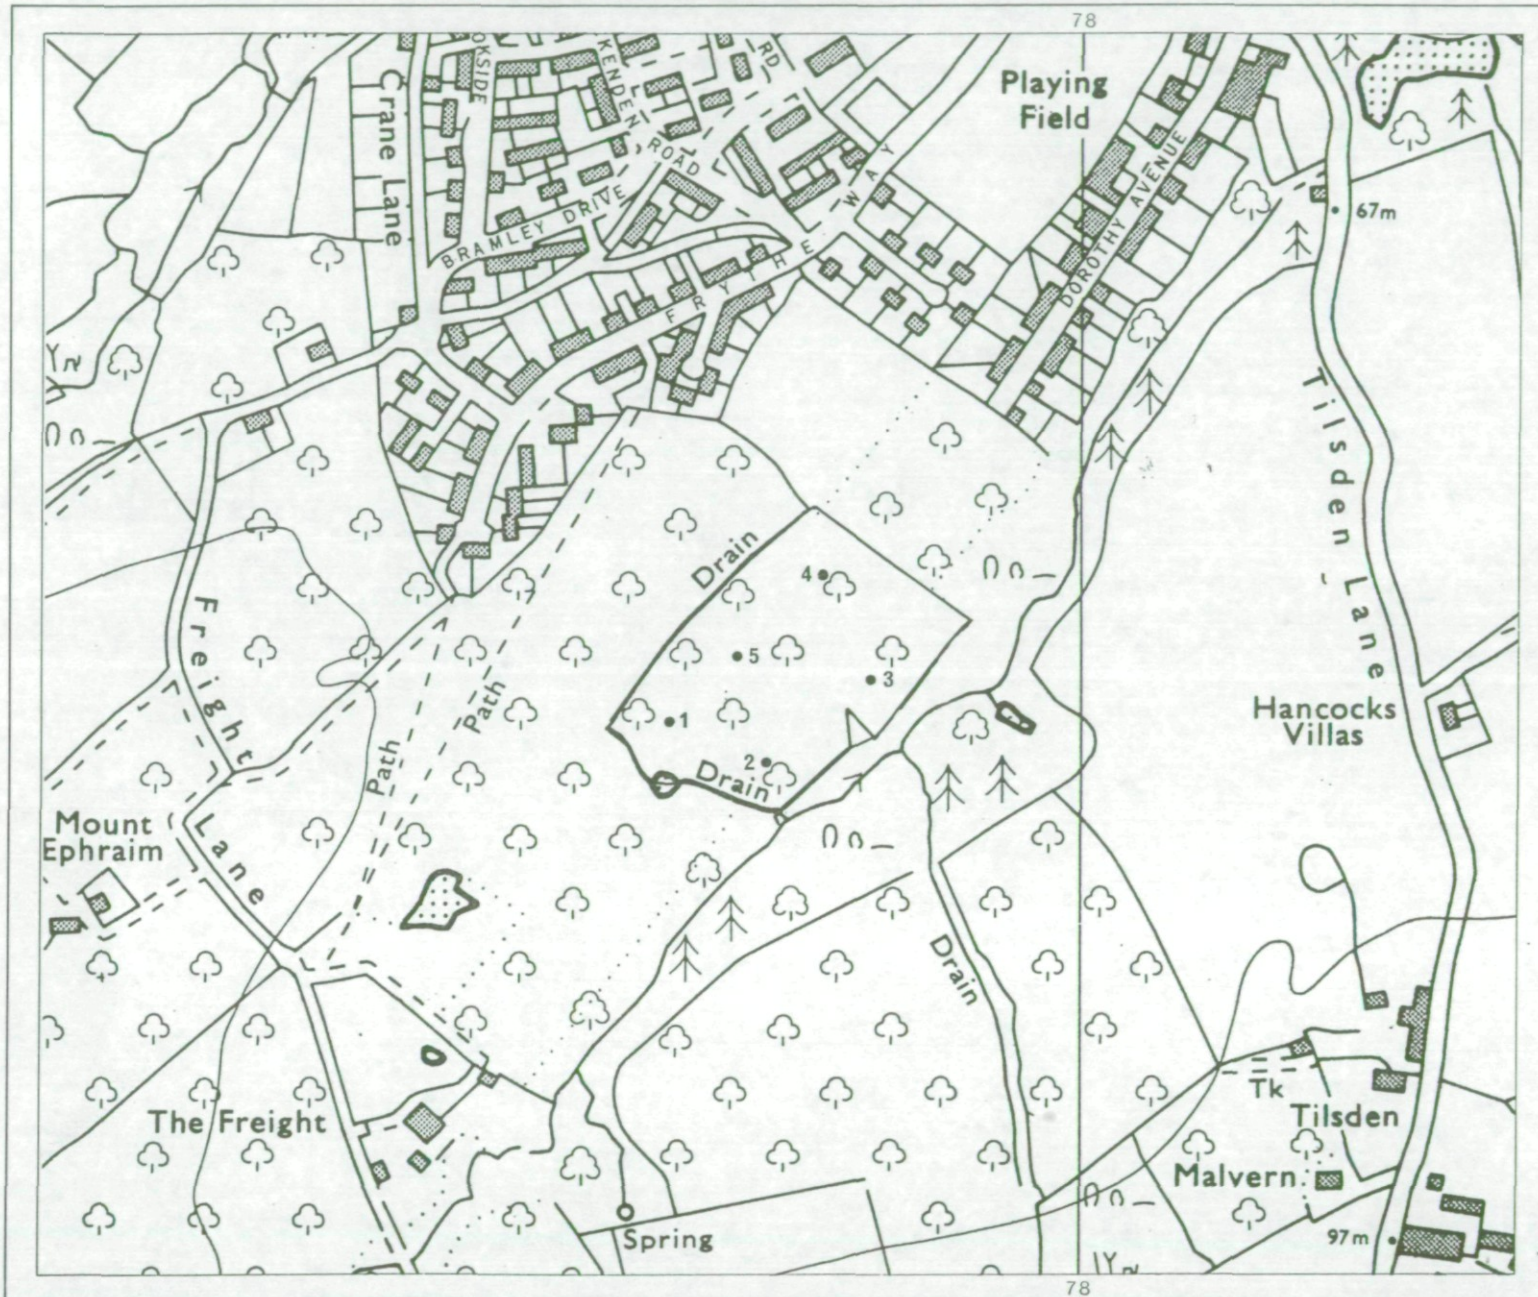 78
OKSIDE
KENDEN
ROAD
RD
Crane Lane
Playing
Field
WAY
DOROTHY AVENUE
BRAMLEY DRIVE
FRYTHE
67m
Tilsden Lane
Drain
4
5
3
1
2
Drain
Freight
Lane
Path
Path
Hancocks
Villas
Mount
Ephraim
Drain
The Freight
Tk
Tilsden
Malvern
Spring
97m
78